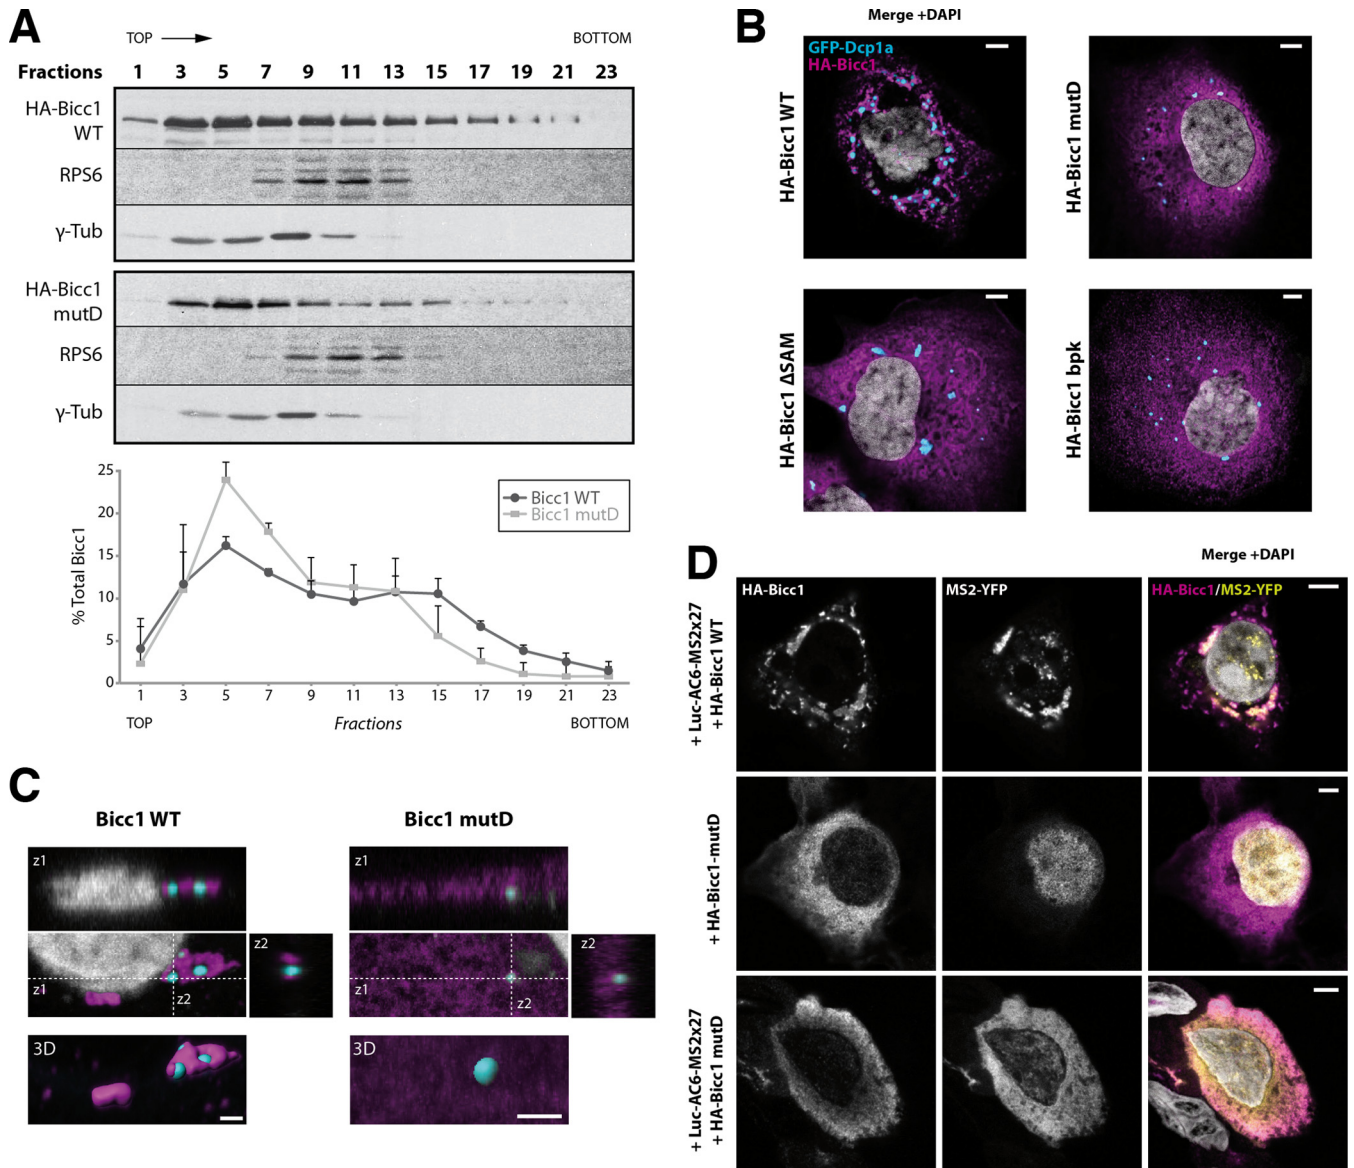 A
TOP
BOTTOM
Fractions 1 3 5 7 9 11 13 15 17 19 21 23
HA-Bicc1
WT
RPS6
γ-Tub
HA-Bicc1
mutD
RPS6
γ-Tub
25
20
15
10
5
0
% Total Bicc1
Bicc1 WT
Bicc1 mutD
1 3 5 7 9 11 13 15 17 19 21 23
TOP
Fractions
BOTTOM
B
Merge +DAPI
GFP-Dcp1a
HA-Bicc1
HA-Bicc1 WT
HA-Bicc1 mutD
HA-Bicc1 ΔSAM
HA-Bicc1 bpk
C
Bicc1 WT
Bicc1 mutD
z1
z1
z1
z2
z2
z1
z2
z2
3D
3D
D
Merge +DAPI
HA-Bicc1
MS2-YFP
HA-Bicc1/MS2-YFP
+ Luc-AC6-MS2x27
+ HA-Bicc1 WT
+ HA-Bicc1-mutD
+ Luc-AC6-MS2x27
+ HA-Bicc1 mutD